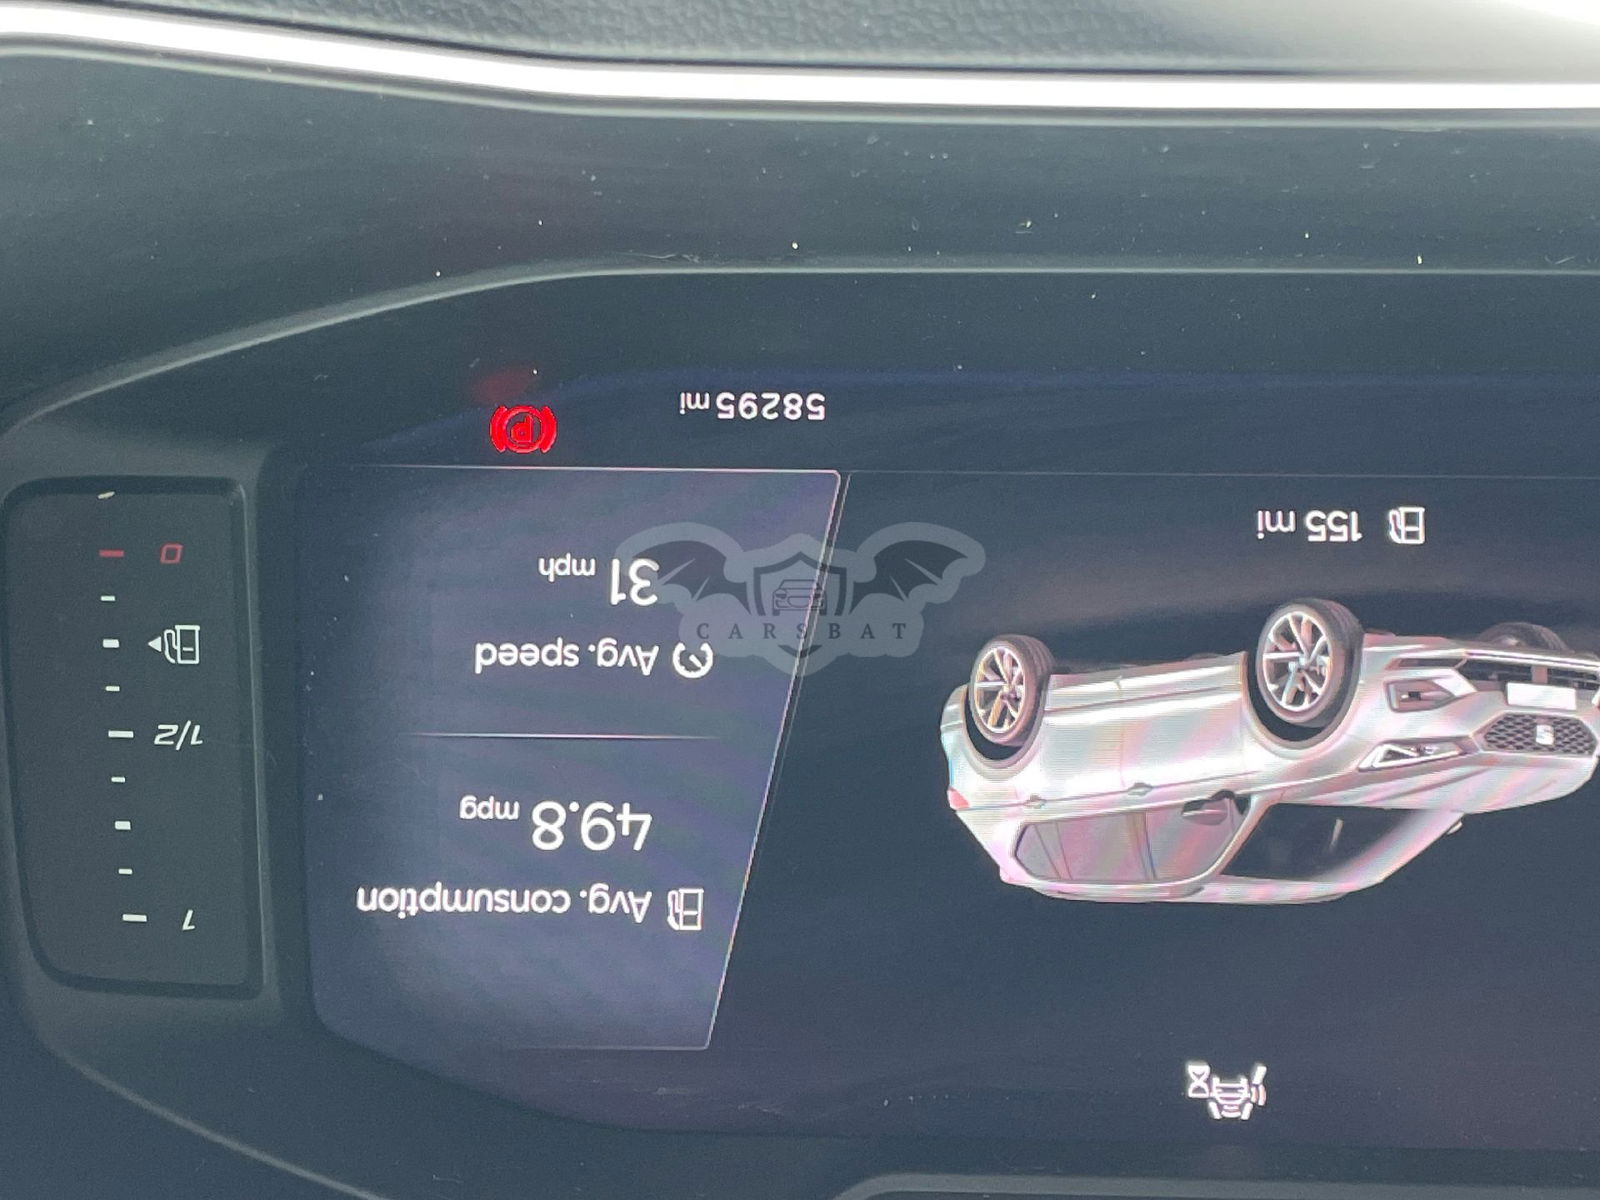 155 mi
Avg. consumption
49.8 mpg
Avg. speed
31 mph
58295 mi
1
1/2
0
P
S
CARSBAT